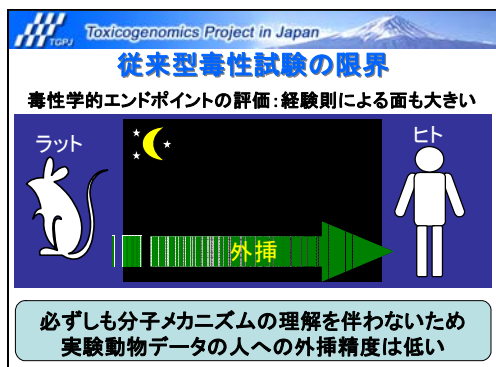 TGPJ
Toxicogenomics Project in Japan
従来型毒性試験の限界
毒性学的エンドポイントの評価：経験則による面も大きい
ラット
ヒト
外挿
必ずしも分子メカニズムの理解を伴わないため
実験動物データの人への外挿精度は低い